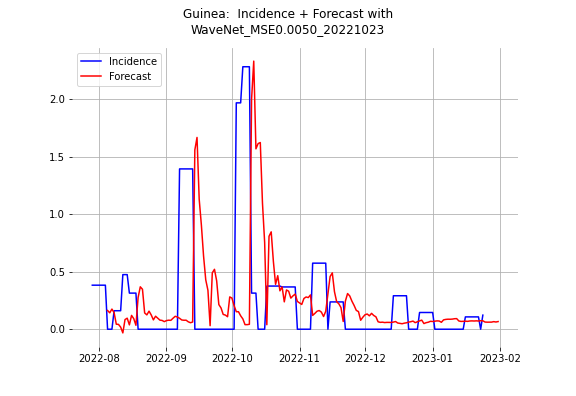 Guinea:  Incidence + Forecast with
WaveNet_MSE0.0050_20221023
Incidence
Forecast
2.0
1.5
1.0
0.5
0.0
2022-08 2022-09 2022-10 2022-11 2022-12 2023-01 2023-02